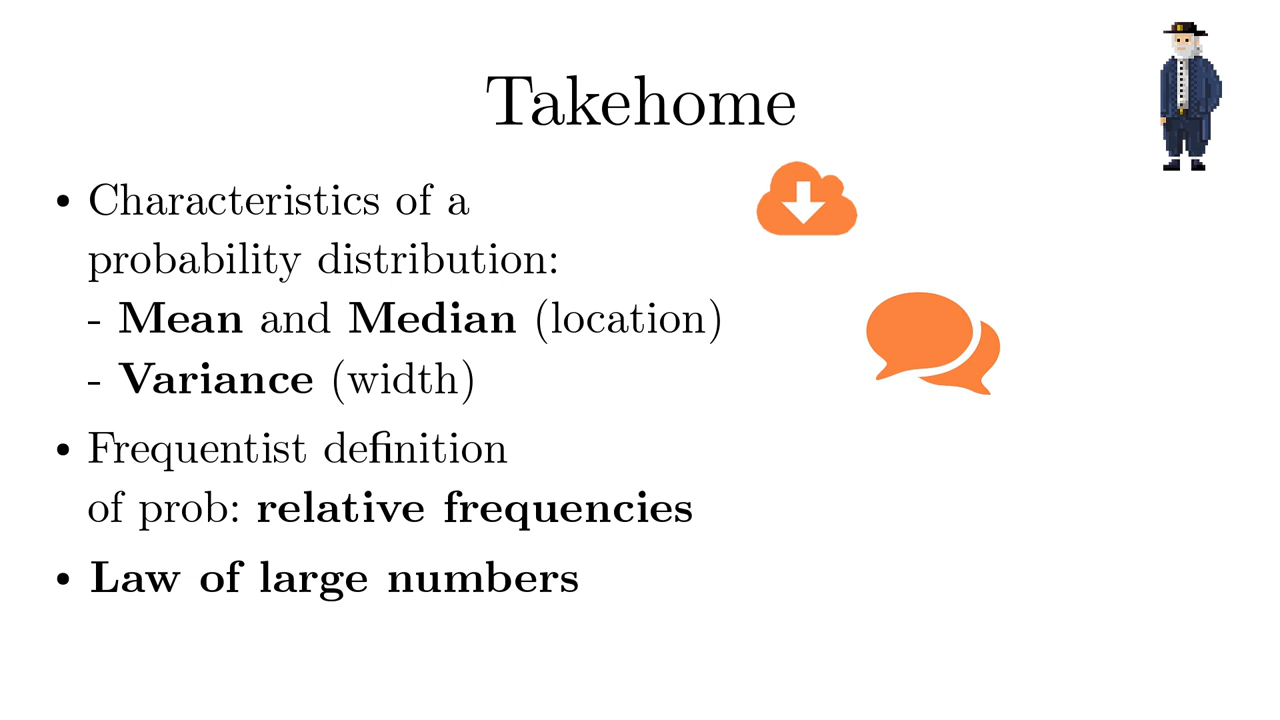 Takehome
• Characteristics of a
probability distribution:
- Mean and Median (location)
- Variance (width)
• Frequentist definition
of prob: relative frequencies
• Law of large numbers